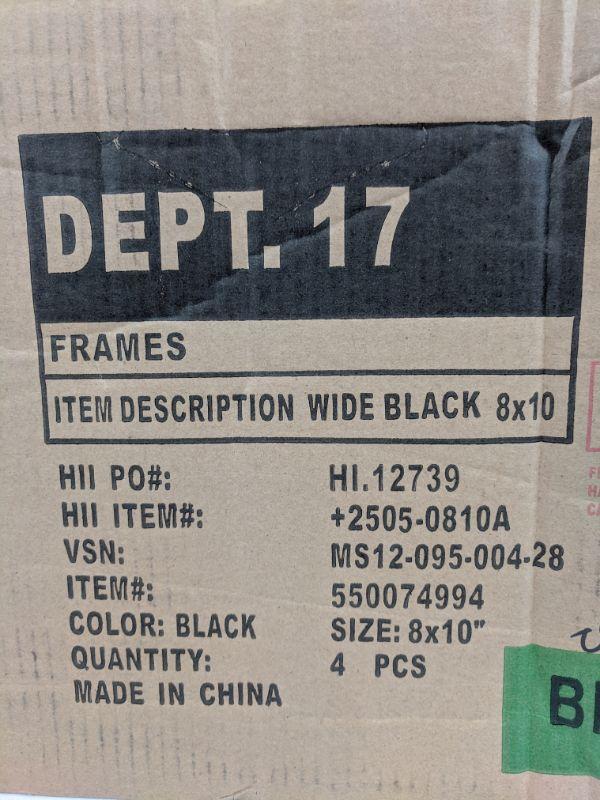 DEPT. 17
FRAMES
ITEM DESCRIPTION WIDE BLACK 8x10
HII PO#: HI.12739
HII ITEM#: +2505-0810A
VSN: MS12-095-004-28
ITEM#: 550074994
COLOR: BLACK SIZE: 8x10"
QUANTITY: 4 PCS
MADE IN CHINA